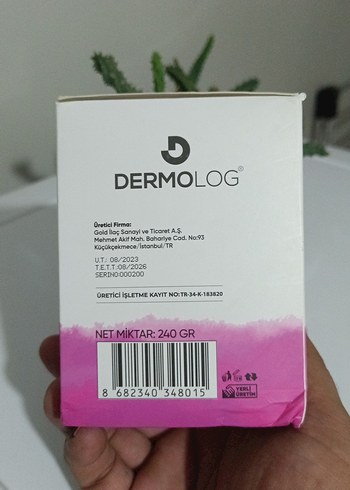 DERMOLOG®
Üretici Firma:
Gold İlaç Sanayi ve Ticaret A.Ş.
Mehmet Akif Mah. Bahariye Cad. No:93
Küçükçekmece/İstanbul/TR
U.T.: 08/2023
T.E.T.T:08/2026
SERİNO:000200
ÜRETİCİ İŞLETME KAYIT NO: TR-34-K-183820
NET MİKTAR: 240 GR
8 682340 348015
YERLİ
ÜRETİM